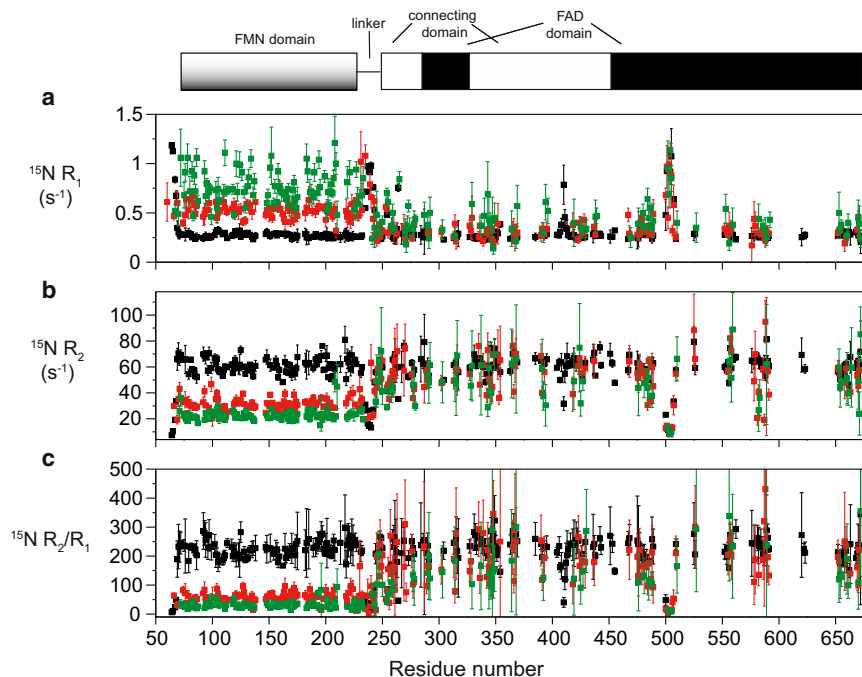 connecting
domain
FAD
domain
linker
FMN domain
a
1.5
1
0.5
0
¹⁵N R₁
(s⁻¹)
b
100
80
60
40
20
¹⁵N R₂
(s⁻¹)
c
500
400
300
200
100
0
¹⁵N R₂/R₁
50 100 150 200 250 300 350 400 450 500 550 600 650
Residue number